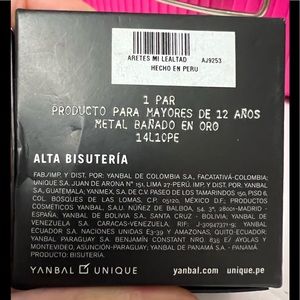 ARETES MI LEALTAD AJ9253
HECHO EN PERU
1 PAR
PRODUCTO PARA MAYORES DE 12 AÑOS
METAL BAÑADO EN ORO
14L10PE
ALTA BISUTERÍA
FAB./IMP. Y DIST. POR: YANBAL DE COLOMBIA S.A., FACATATIVÁ-COLOMBIA;
UNIQUE S.A. JUAN DE ARONA Nº 151, LIMA 27-PERÚ. IMP. Y DIST. POR: YANBAL
S.A. GUATEMALA, YANMEX, S.A. DE C.V. PASEO DE LOS TAMARINDOS 150, PISO 6
COL. BOSQUES DE LAS LOMAS, C.P. 05120, MÉXICO D.F.; PRODUCTOS
COSMÉTICOS YANBAL S.A.U. NÚÑEZ DE BALBOA, 54, 3º, 28001-MADRID-
ESPAÑA; YANBAL DE BOLIVIA S.A., SANTA CRUZ - BOLIVIA; YANBAL DE
VENEZUELA S.A. CARACAS-VENEZUELA, RIF.: J-30947371-9; YANBAL
ECUADOR S.A. NACIONES UNIDAS E3-39 Y AMAZONAS, QUITO-ECUADOR;
YANBAL PARAGUAY S.A. BENJAMÍN CONSTANT NRO. 835 E/ AYOLAS Y
MONTEVIDEO, ASUNCIÓN-PARAGUAY; YANBAL DE PANAMÁ S.A. - PANAMÁ
PRODUCTO: BISUTERÍA.
YANBAL UNIQUE yanbal.com unique.pe